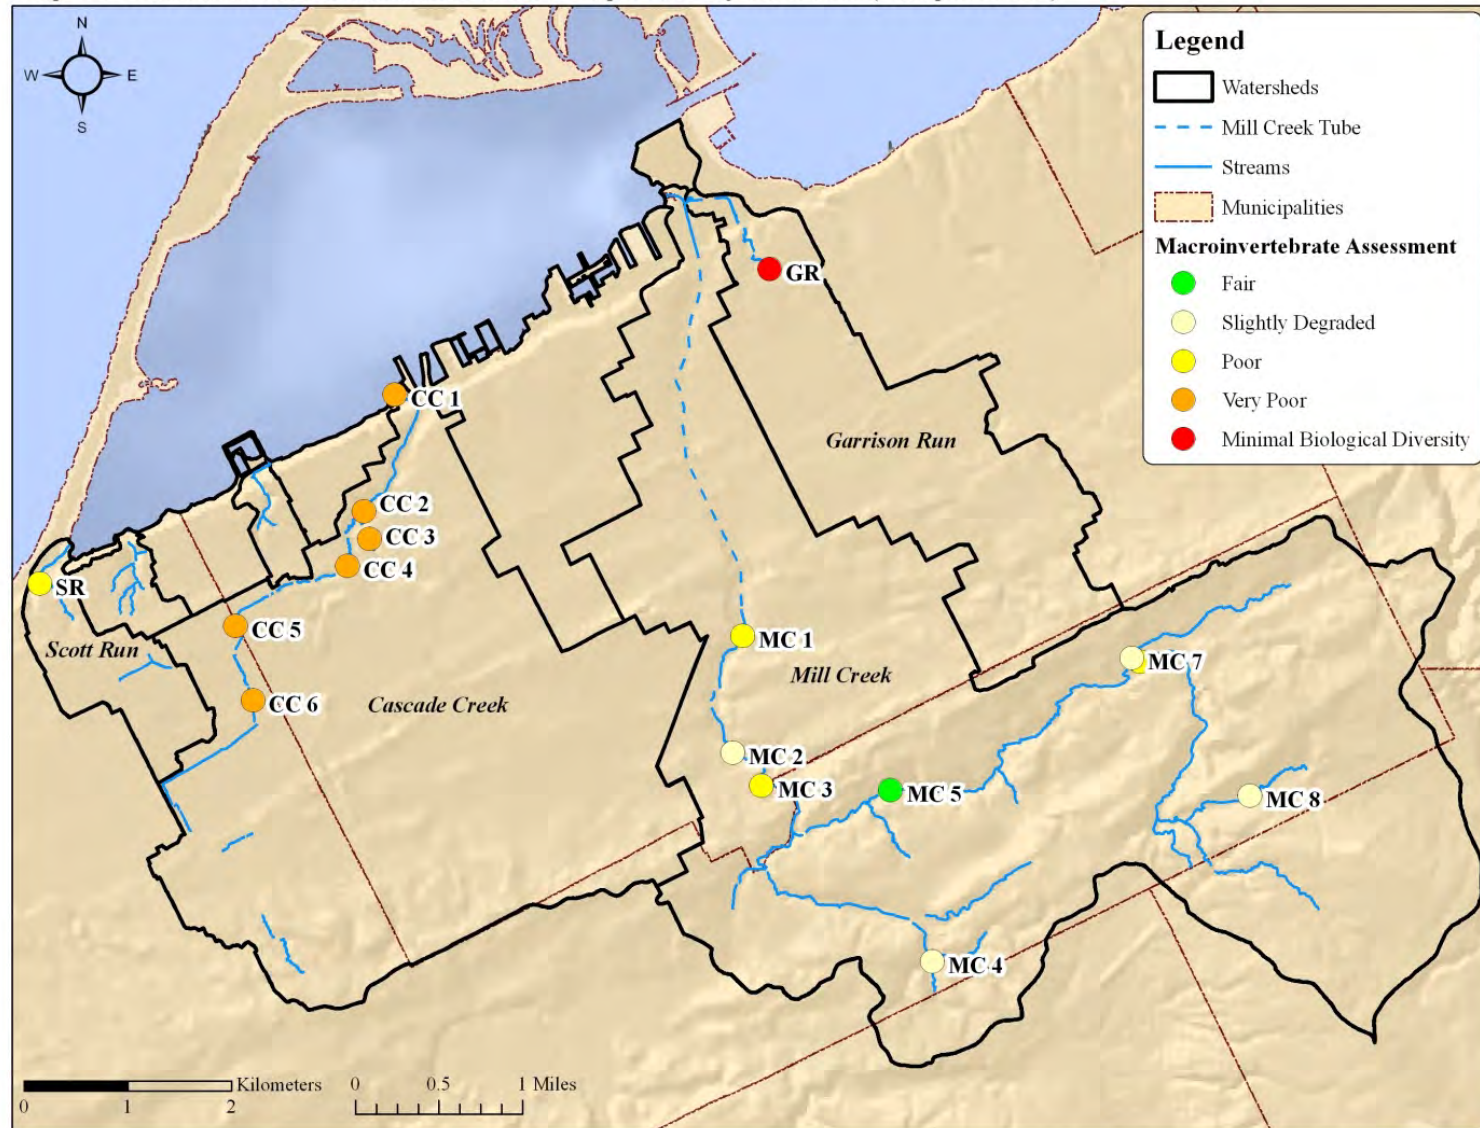 N
W E
S
Legend
Watersheds
Mill Creek Tube
Streams
Municipalities
Macroinvertebrate Assessment
Fair
Slightly Degraded
Poor
Very Poor
Minimal Biological Diversity
GR
CC 1
Garrison Run
CC 2
CC 3
CC 4
SR
CC 5
Scott Run
MC 1
MC 7
Mill Creek
CC 6
Cascade Creek
MC 2
MC 3
MC 5
MC 8
MC 4
Kilometers
0 1 2
0 0.5 1 Miles